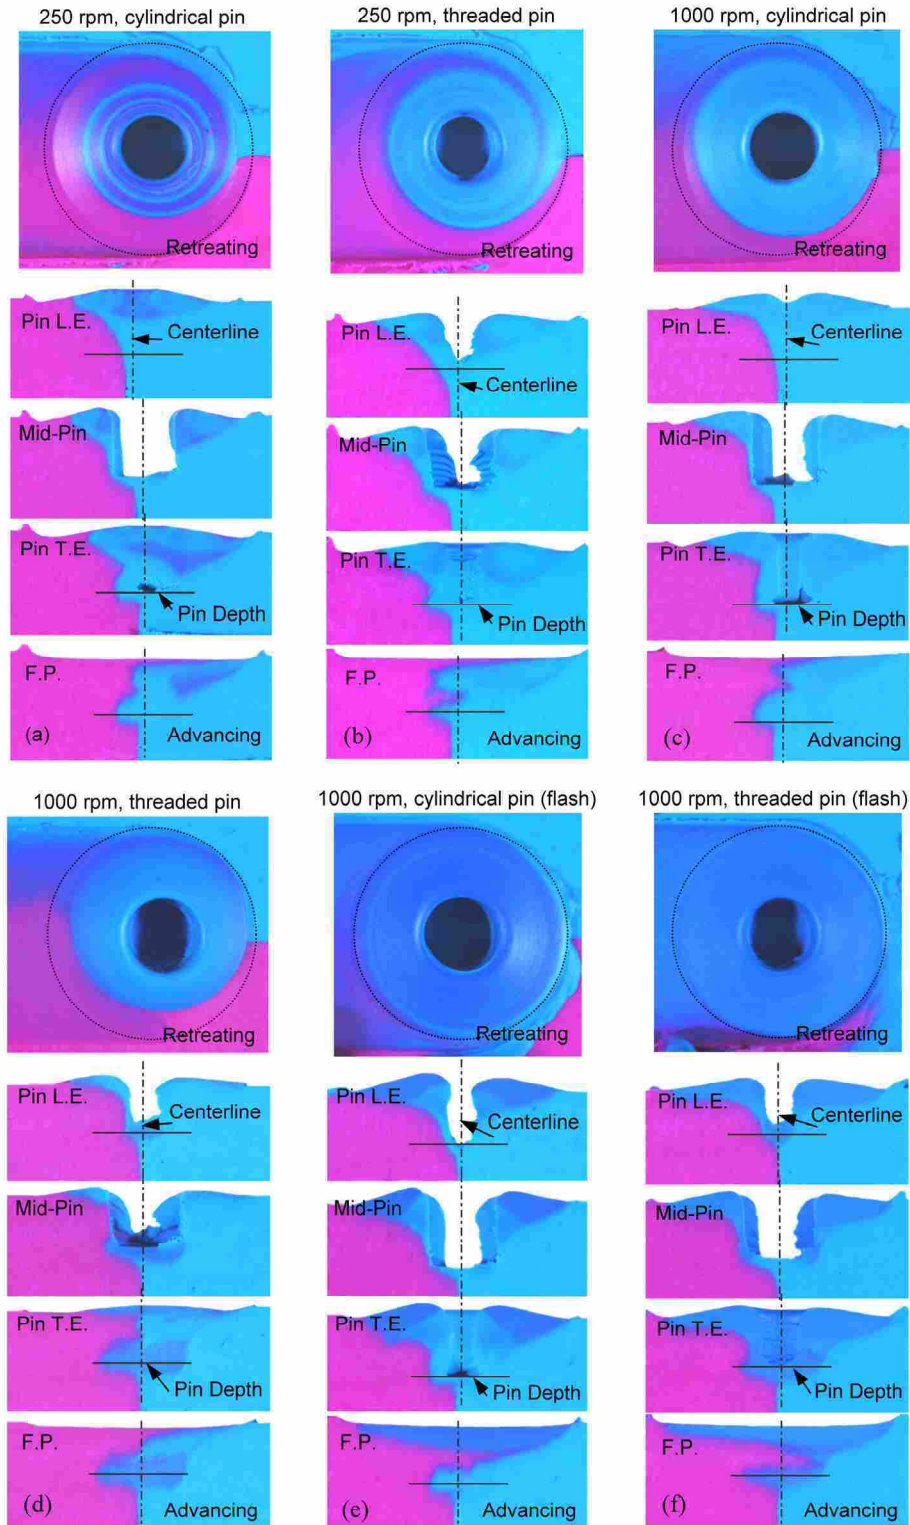 250 rpm, cylindrical pin
250 rpm, threaded pin
1000 rpm, cylindrical pin
Retreating
Retreating
Retreating
Pin L.E.
Centerline
Mid-Pin
Pin T.E.
Pin Depth
F.P.
(a)
Advancing
Pin L.E.
Centerline
Mid-Pin
Pin T.E.
Pin Depth
F.P.
(b)
Advancing
Pin L.E.
Centerline
Mid-Pin
Pin T.E.
Pin Depth
F.P.
(c)
Advancing
1000 rpm, threaded pin
1000 rpm, cylindrical pin (flash)
1000 rpm, threaded pin (flash)
Retreating
Retreating
Retreating
Pin L.E.
Centerline
Mid-Pin
Pin T.E.
Pin Depth
F.P.
(d)
Advancing
Pin L.E.
Centerline
Mid-Pin
Pin T.E.
Pin Depth
F.P.
(e)
Advancing
Pin L.E.
Centerline
Mid-Pin
Pin T.E.
Pin Depth
F.P.
(f)
Advancing